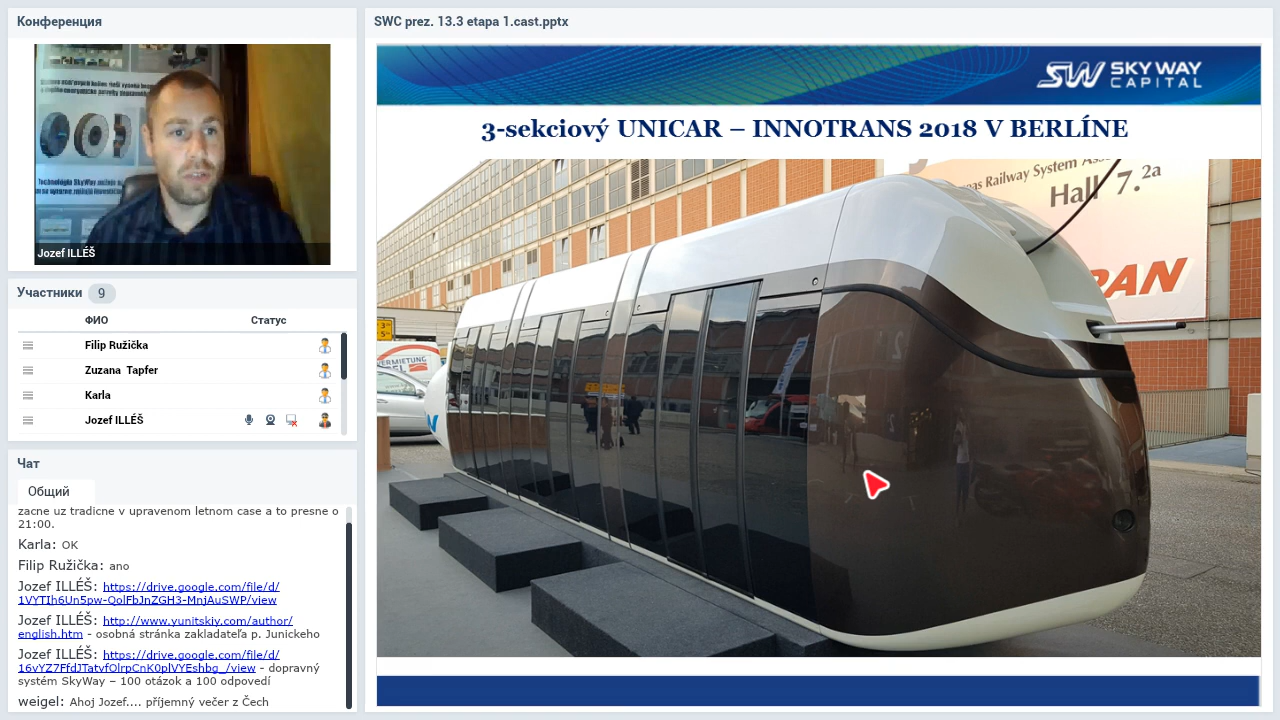 Конференция
Jozef ILLÉŠ
Участники 9
ФИО Статус
Filip Ružička
Zuzana Tapfer
Karla
Jozef ILLÉŠ
Чат
Общий
zacne uz tradicne v upravenom letnom case a to presne o
21:00.
Karla: OK
Filip Ružička: ano
Jozef ILLÉŠ: https://drive.google.com/file/d/
1VYTIh6Un5pw-QolFbJnZGH3-MnjAuSWP/view
Jozef ILLÉŠ: http://www.yunitskiy.com/author/
english.htm - osobná stránka zakladateľa p. Junickeho
Jozef ILLÉŠ: https://drive.google.com/file/d/
16vYZ7FfdJTatvfOlrpCnK0plVYEshbg_/view - dopravný
systém SkyWay – 100 otázok a 100 odpovedí
weigel: Ahoj Jozef.... příjemný večer z Čech
SWC prez. 13.3 etapa 1.cast.pptx
SW SKY WAY
CAPITAL
3-sekciový UNICAR – INNOTRANS 2018 V BERLÍNE
Railway System
Hall 7.2a
PAN
VERMIETUNG